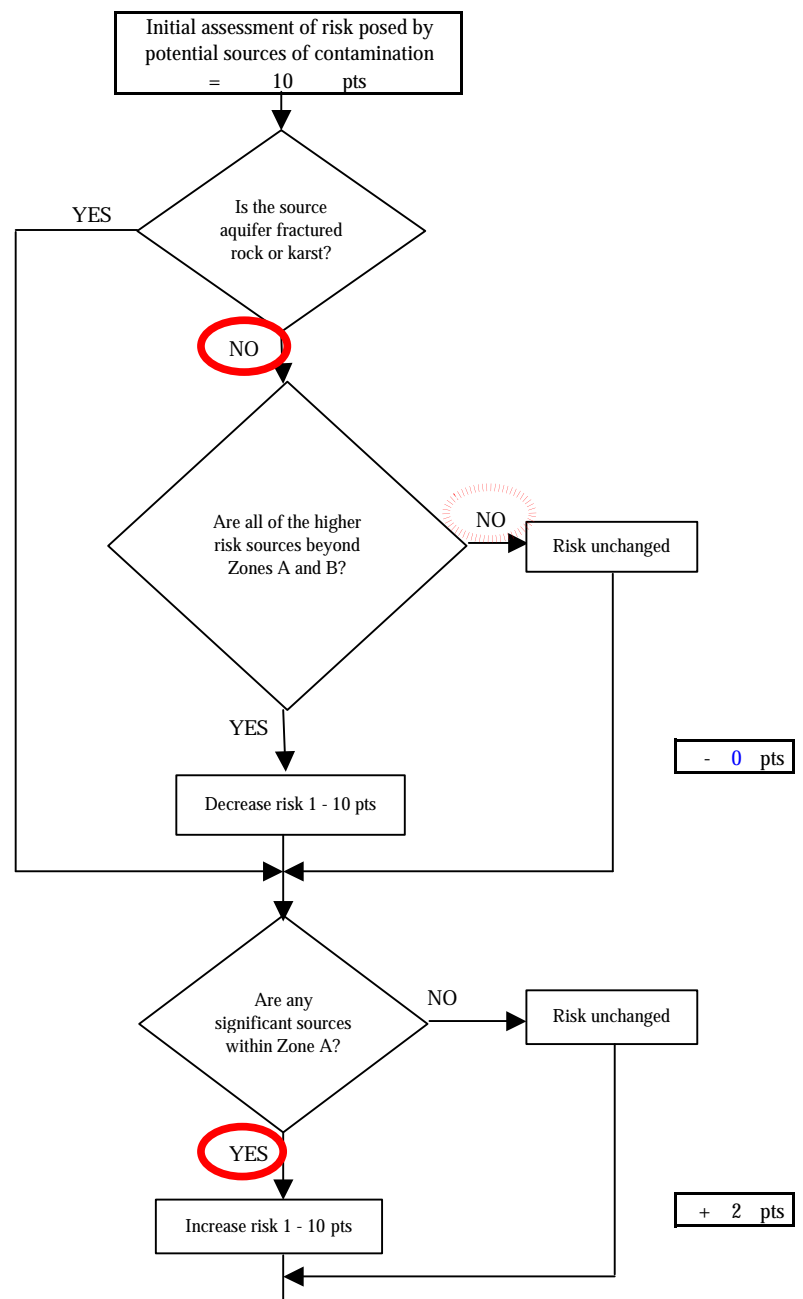 Initial assessment of risk posed by
potential sources of contamination
= 10 pts
YES
Is the source
aquifer fractured
rock or karst?
NO
Are all of the higher
risk sources beyond
Zones A and B?
NO
Risk unchanged
YES
- 0 pts
Decrease risk 1 - 10 pts
Are any
significant sources
within Zone A?
NO
Risk unchanged
YES
+ 2 pts
Increase risk 1 - 10 pts